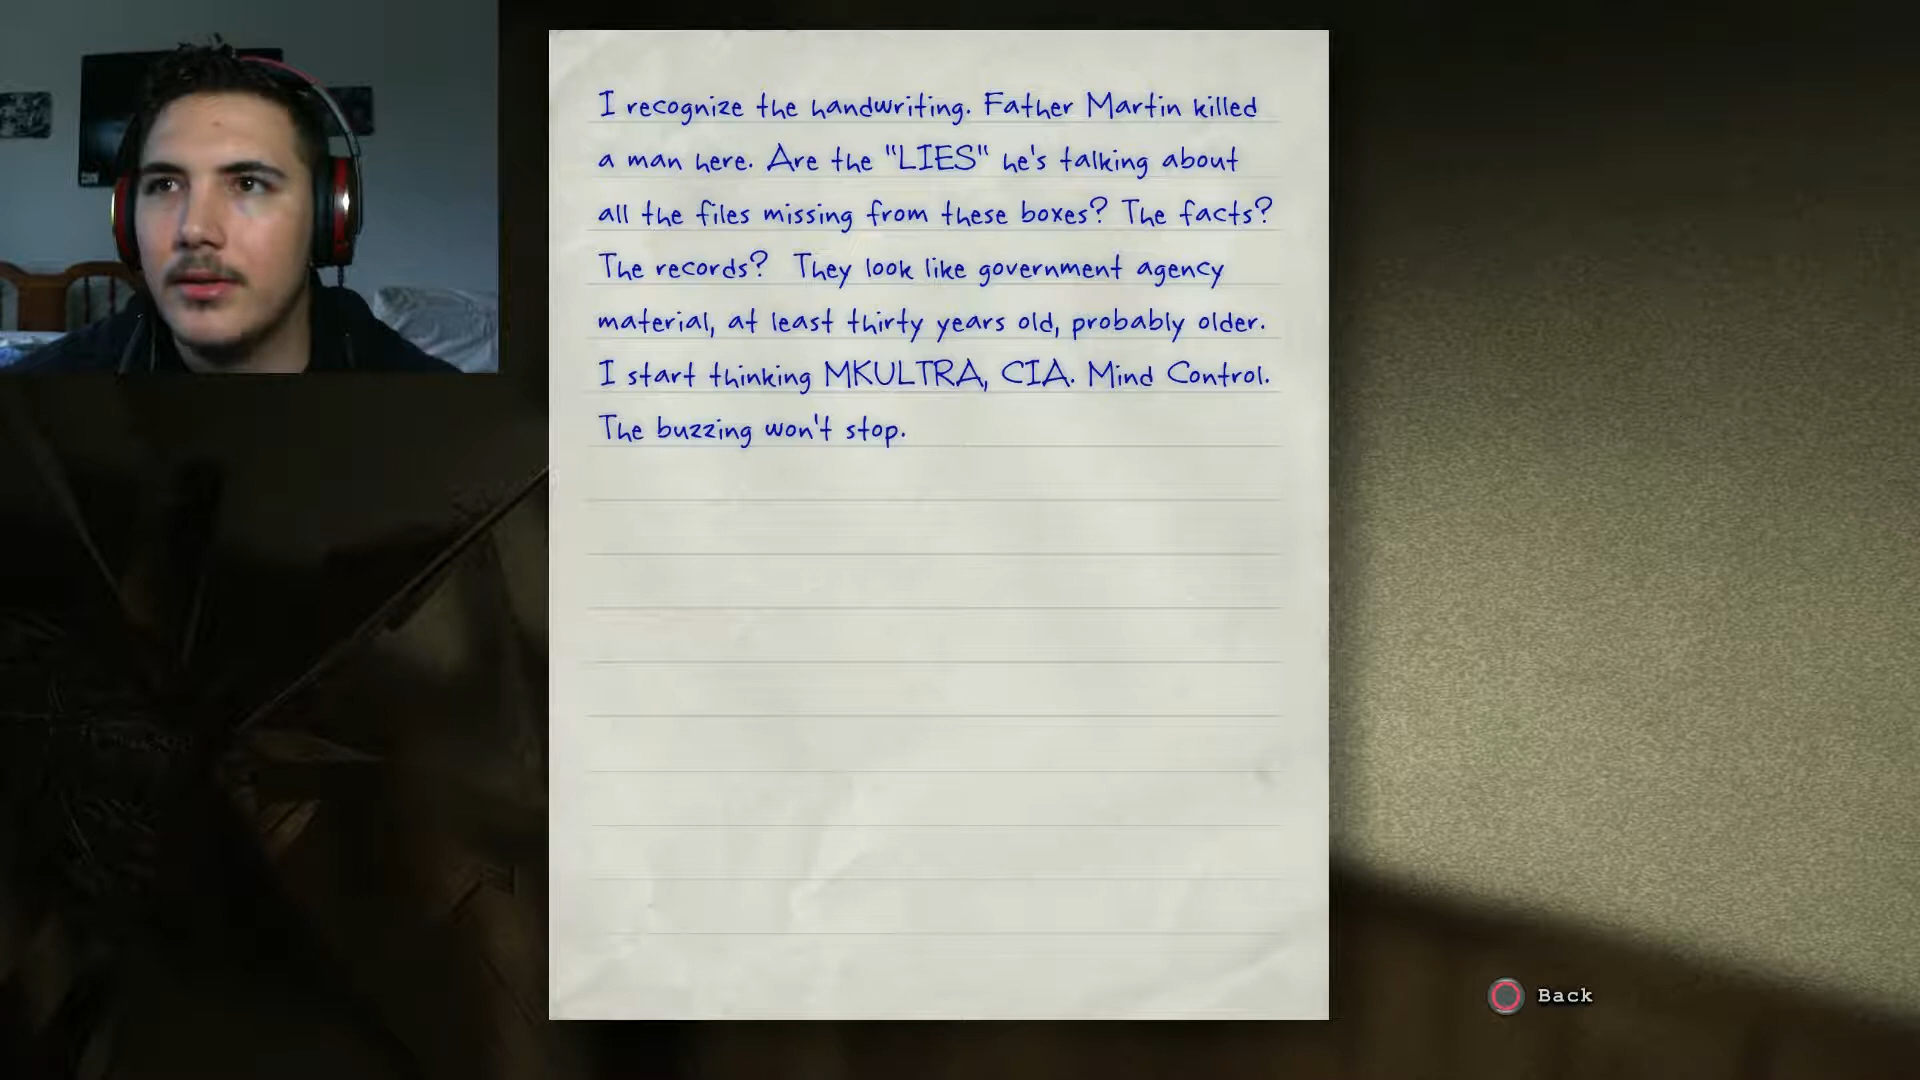 I recognize the handwriting. Father Martin killed
a man here. Are the "LIES" he's talking about
all the files missing from these boxes? The facts?
The records?  They look like government agency
material, at least thirty years old, probably older.
I start thinking MKULTRA, CIA. Mind Control.
The buzzing won't stop.
Back